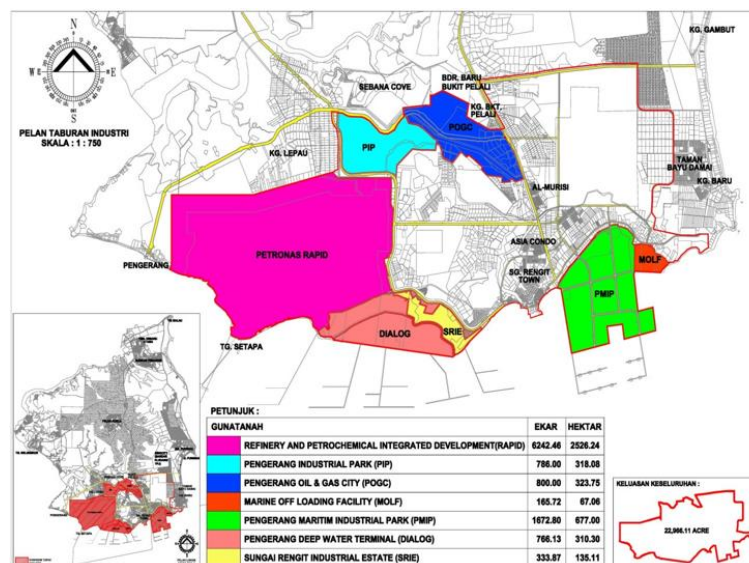 N
W
E
S
PELAN TABURAN INDUSTRI
SKALA : 1 : 750
KG. GAMBUT
SEBANA COVE
BDR. BARU
BUKIT PELALI
KG. BKT.
PELALI
POGC
PIP
KG. LEPAU
TAMAN
BAYU DAMAI
KG. BARU
AL-MURISI
PETRONAS RAPID
ASIA CONDO
PENGERANG
SG. RENGIT
TOWN
MOLF
PMIP
DIALOG
SRIE
TG. SETAPA
PETUNJUK :
GUNATANAH EKAR HEKTAR
REFINERY AND PETROCHEMICAL INTEGRATED DEVELOPMENT(RAPID) 6242.46 2526.24
PENGERANG INDUSTRIAL PARK (PIP) 786.00 318.08
PENGERANG OIL & GAS CITY (POGC) 800.00 323.75
MARINE OFF LOADING FACILITY (MOLF) 165.72 67.06
PENGERANG MARITIM INDUSTRIAL PARK (PMIP) 1672.80 677.00
PENGERANG DEEP WATER TERMINAL (DIALOG) 766.13 310.30
SUNGAI RENGIT INDUSTRIAL ESTATE (SRIE) 333.87 135.11
KELUASAN KESELURUHAN :
22,966.11 ACRE